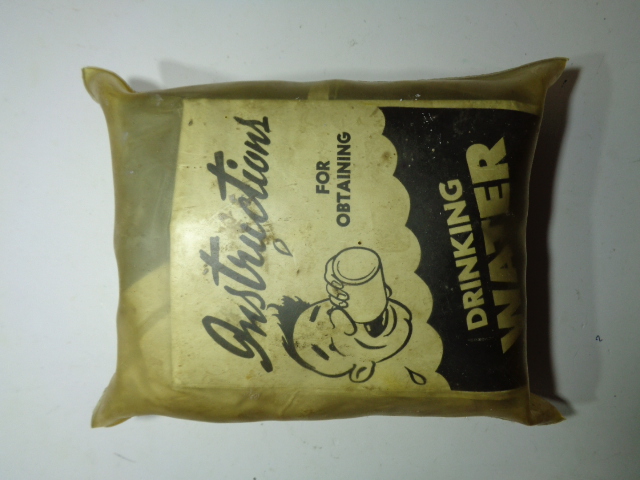 Instructions
FOR
OBTAINING
DRINKING
WATER